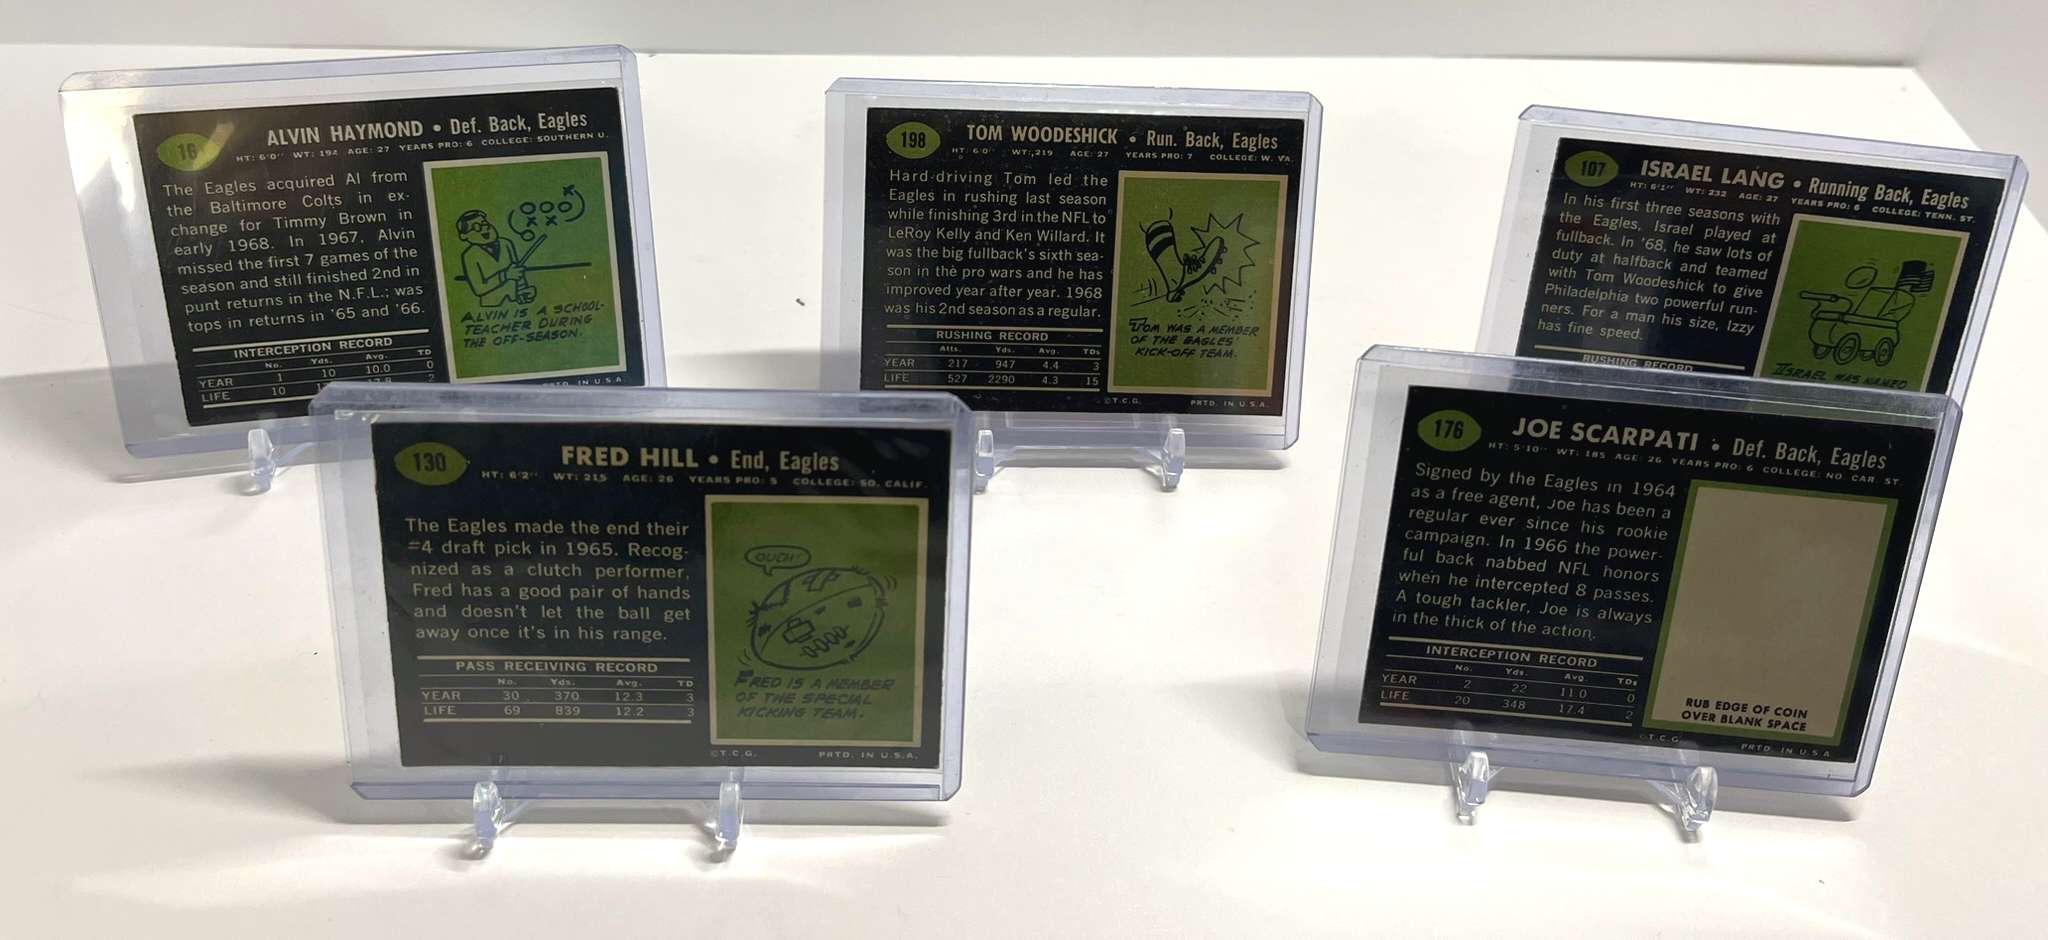 16
ALVIN HAYMOND • Def. Back, Eagles
HT: 6'0" WT: 194 AGE: 27 YEARS PRO: 6 COLLEGE: SOUTHERN U.
The Eagles acquired Al from
the Baltimore Colts in ex-
change for Timmy Brown in
early 1968. In 1967, Alvin
missed the first 7 games of the
season and still finished 2nd in
punt returns in the N.F.L.; was
tops in returns in '65 and '66.
INTERCEPTION RECORD
No. Yds. Avg. TD
YEAR 1 10 10.0 0
LIFE 10
ALVIN IS A SCHOOL-
TEACHER DURING
THE OFF-SEASON.
IN U.S.A.
198
TOM WOODESHICK • Run. Back, Eagles
HT: 6'0" WT: 219 AGE: 27 YEARS PRO: 7 COLLEGE: W. VA.
Hard-driving Tom led the
Eagles in rushing last season
while finishing 3rd in the NFL to
LeRoy Kelly and Ken Willard. It
was the big fullback's sixth sea-
son in the pro wars and he has
improved year after year. 1968
was his 2nd season as a regular.
RUSHING RECORD
Atts. Yds. Avg. TDs
YEAR 217 947 4.4 3
LIFE 527 2290 4.3 15
TOM WAS A MEMBER
OF THE EAGLES'
KICK-OFF TEAM.
©T.C.G. PRTD. IN U.S.A.
107
ISRAEL LANG • Running Back, Eagles
HT: 6'1" WT: 232 AGE: 27 YEARS PRO: 6 COLLEGE: TENN. ST.
In his first three seasons with
the Eagles, Israel played at
fullback. In '68, he saw lots of
duty at halfback and teamed
with Tom Woodeshick to give
Philadelphia two powerful run-
ners. For a man his size, Izzy
has fine speed.
RUSHING RECORD
ISRAEL WAS NAMED
130
FRED HILL • End, Eagles
HT: 6'2" WT: 215 AGE: 26 YEARS PRO: 5 COLLEGE: SO. CALIF.
The Eagles made the end their
#4 draft pick in 1965. Recog-
nized as a clutch performer,
Fred has a good pair of hands
and doesn't let the ball get
away once it's in his range.
PASS RECEIVING RECORD
No. Yds. Avg. TD
YEAR 30 370 12.3 3
LIFE 69 839 12.2 3
OUCH!
FRED IS A MEMBER
OF THE SPECIAL
KICKING TEAM.
©T.C.G. PRTD. IN U.S.A.
176
JOE SCARPATI • Def. Back, Eagles
HT: 5'10" WT: 185 AGE: 26 YEARS PRO: 6 COLLEGE: NO. CAR. ST.
Signed by the Eagles in 1964
as a free agent, Joe has been a
regular ever since his rookie
campaign. In 1966 the power-
ful back nabbed NFL honors
when he intercepted 8 passes.
A tough tackler, Joe is always
in the thick of the action.
INTERCEPTION RECORD
No. Yds. Avg. TDs
YEAR 2 22 11.0 0
LIFE 20 348 17.4 2
RUB EDGE OF COIN
OVER BLANK SPACE
©T.C.G. PRTD. IN U.S.A.